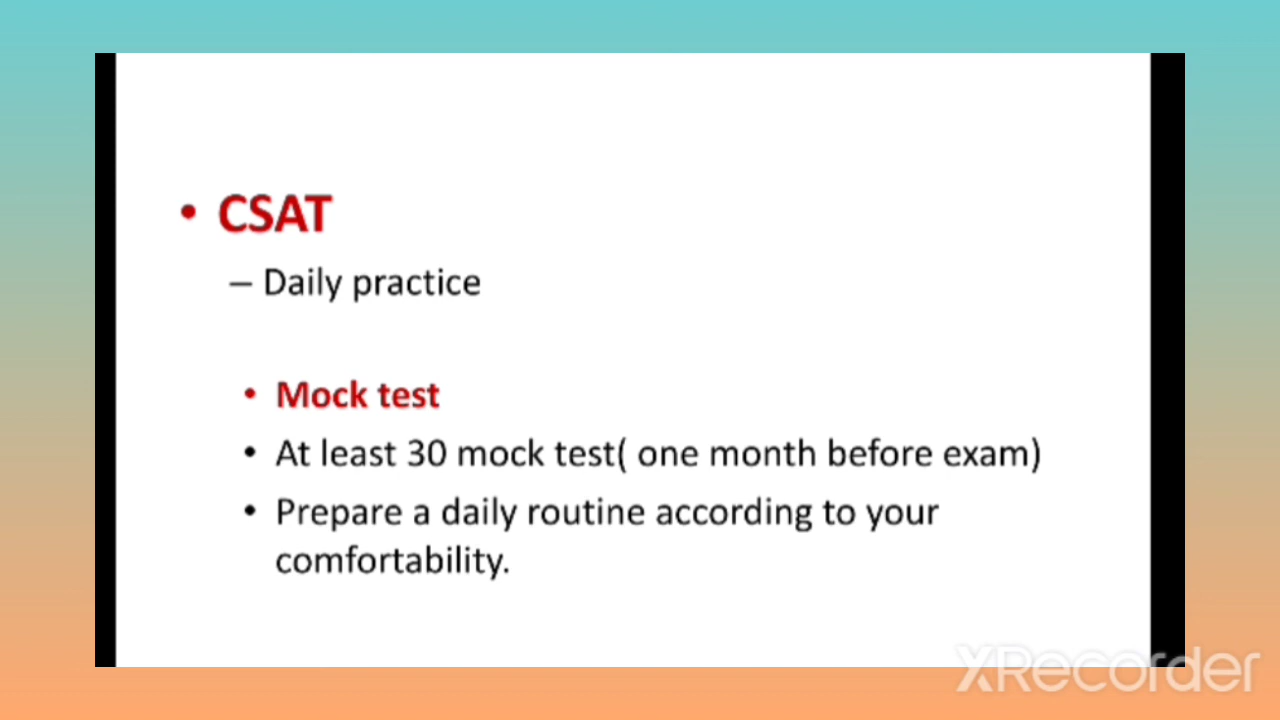 • CSAT
– Daily practice
• Mock test
• At least 30 mock test( one month before exam)
• Prepare a daily routine according to your
comfortability.
XRecorder